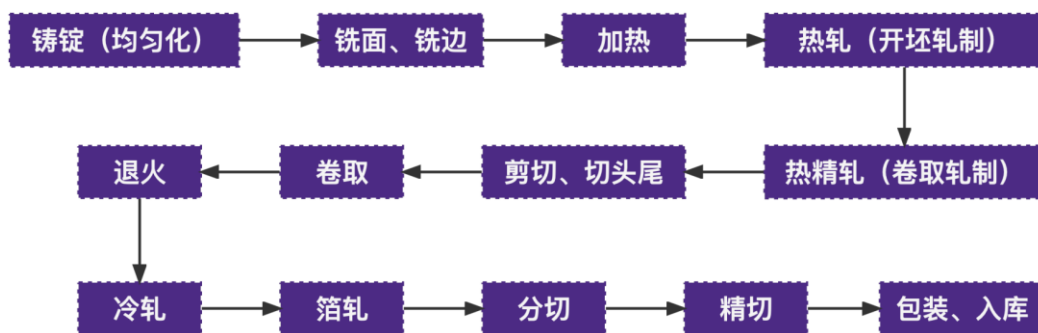 铸锭（均匀化）
铣面、铣边
加热
热轧（开坯轧制）
热精轧（卷取轧制）
剪切、切头尾
卷取
退火
冷轧
箔轧
分切
精切
包装、入库